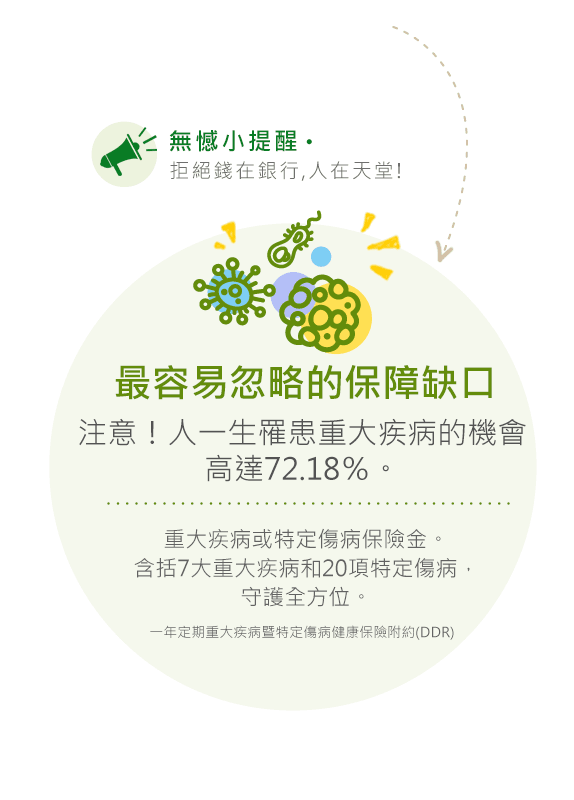 無憾小提醒•
拒絕錢在銀行,人在天堂!
最容易忽略的保障缺口
注意！人一生罹患重大疾病的機會
高達72.18%。
重大疾病或特定傷病保險金。
含括7大重大疾病和20項特定傷病，
守護全方位。
一年定期重大疾病暨特定傷病健康保險附約(DDR)